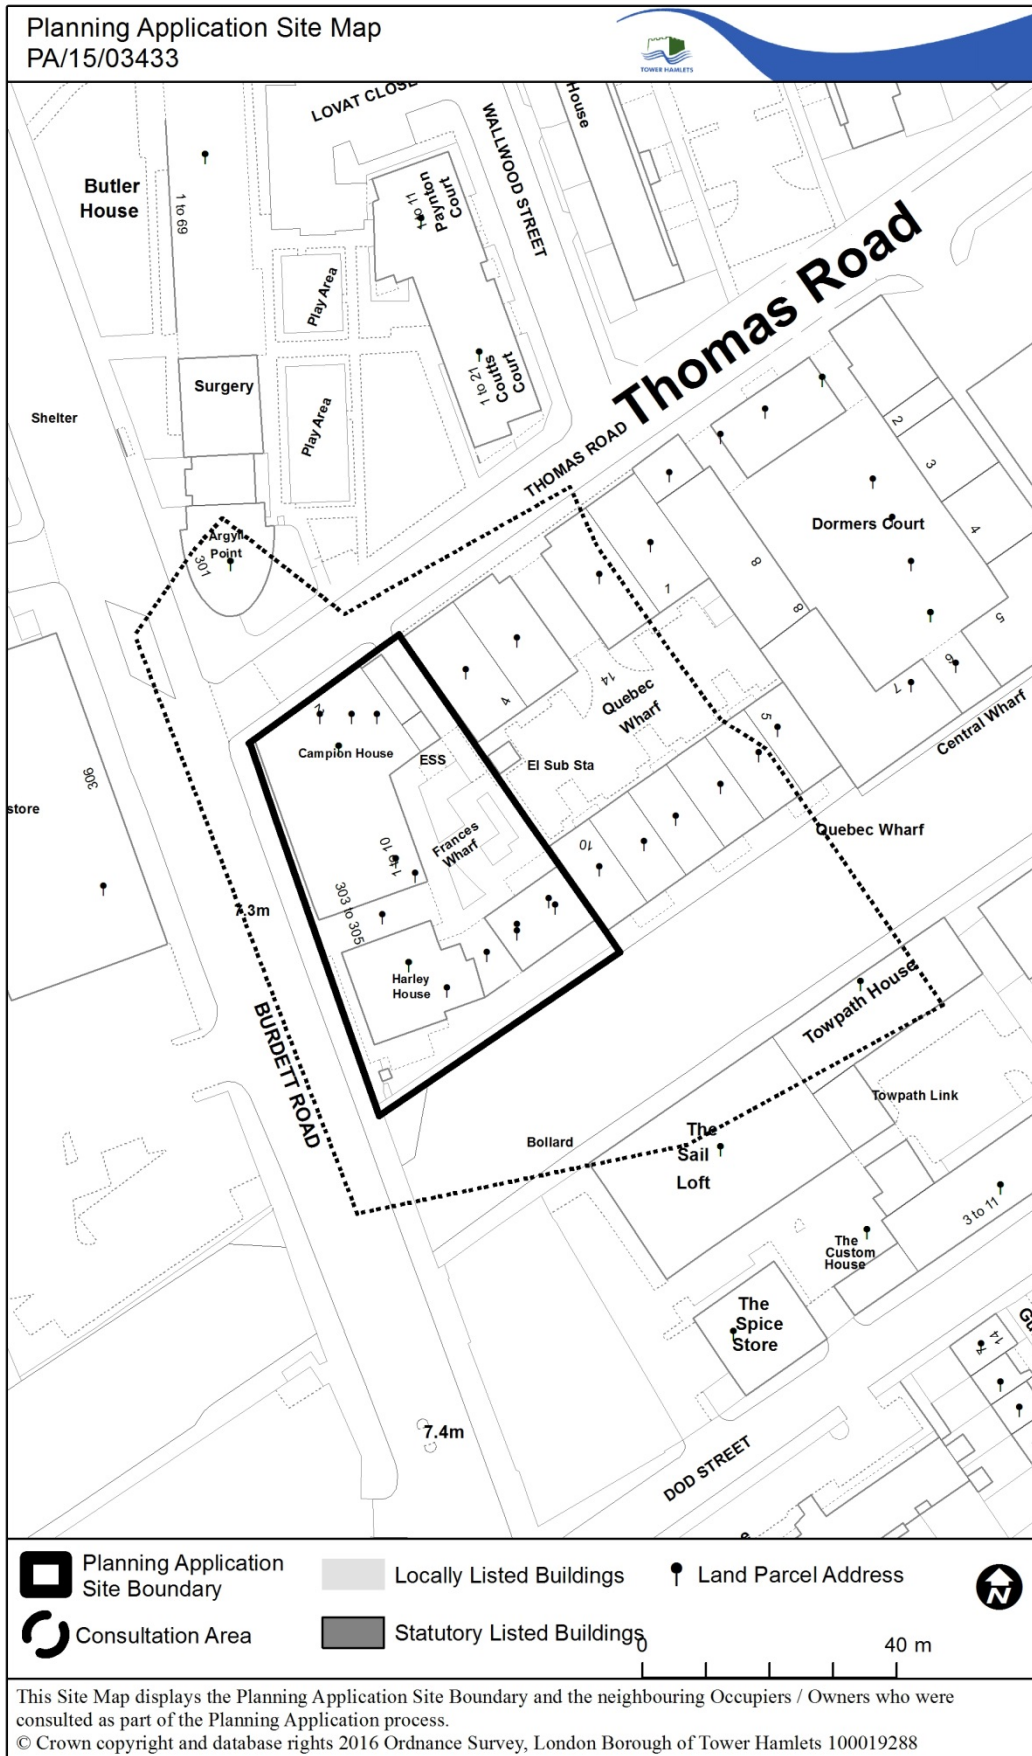 Planning Application Site Map
PA/15/03433
TOWER HAMLETS
LOVAT CLOSE
WALLWOOD STREET
House
Butler
House
1 to 69
Paynton
Court
1 to 11
Play Area
Thomas Road
Surgery
Coutts
Court
1 to 21
Play Area
Shelter
THOMAS ROAD
2
3
4
Dormers Court
Argyll
Point
301
8
8
1
5
6
7
14
4
Quebec
Wharf
Central Wharf
2
Campion House
ESS
El Sub Sta
5
306
store
Quebec Wharf
Frances
Wharf
10
1 to 10
303 to 305
7.3m
Harley
House
Towpath House
BURDETT ROAD
Towpath Link
Bollard
The
Sail
Loft
3 to 11
The
Custom
House
The
Spice
Store
14
7.4m
DOD STREET
Planning Application
Site Boundary
Locally Listed Buildings
Land Parcel Address
N
Consultation Area
Statutory Listed Buildings
0
40 m
This Site Map displays the Planning Application Site Boundary and the neighbouring Occupiers / Owners who were
consulted as part of the Planning Application process.
© Crown copyright and database rights 2016 Ordnance Survey, London Borough of Tower Hamlets 100019288